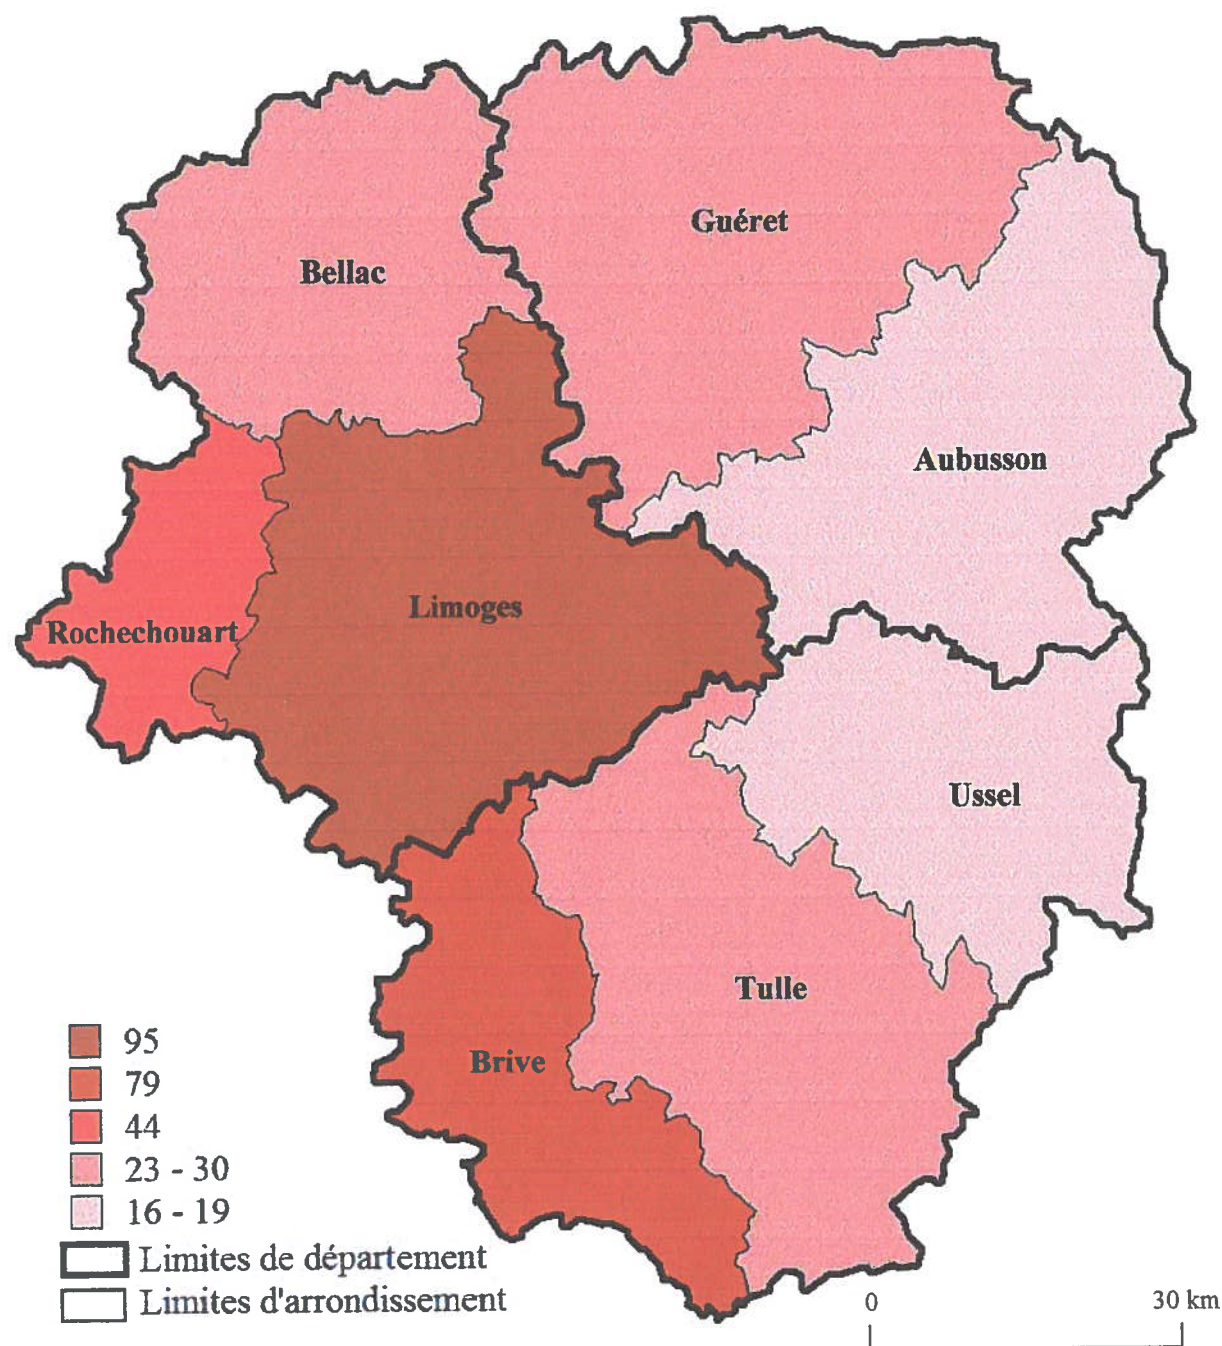 Guéret
Bellac
Aubusson
Limoges
Rochechouart
Ussel
Tulle
Brive
95
79
44
23 - 30
16 - 19
Limites de département
Limites d'arrondissement
0 30 km